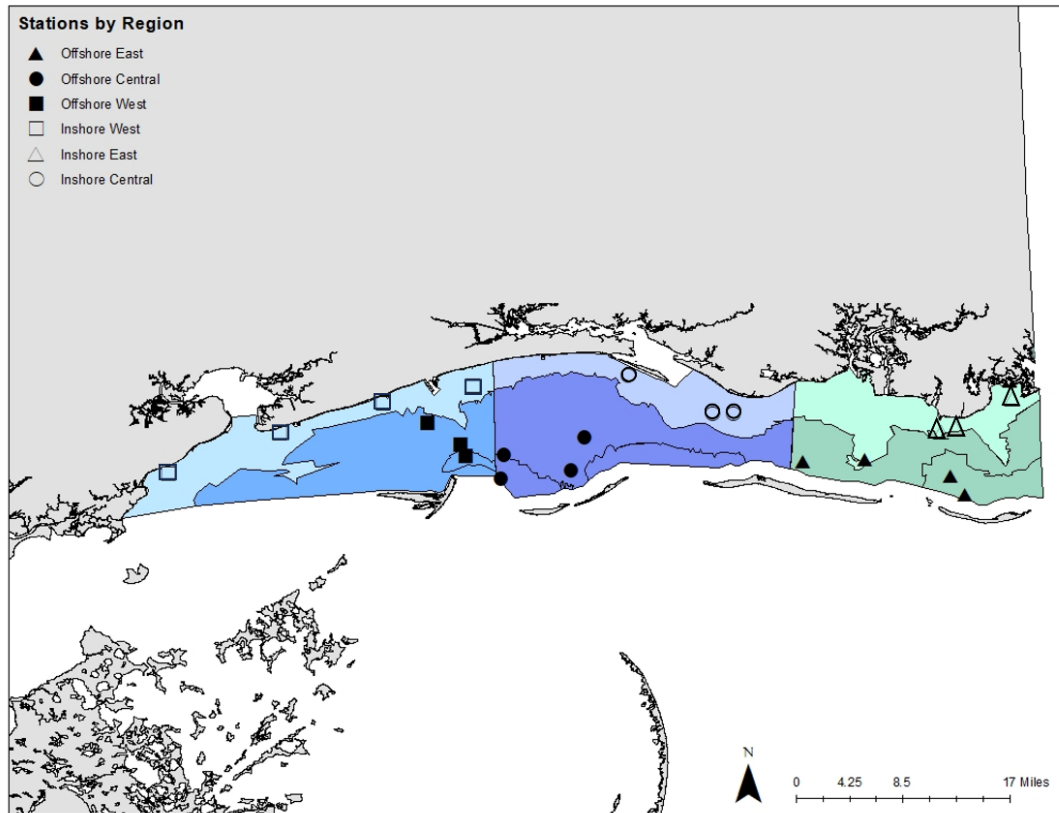 Stations by Region
Offshore East
Offshore Central
Offshore West
Inshore West
Inshore East
Inshore Central
N
0 4.25 8.5 17 Miles